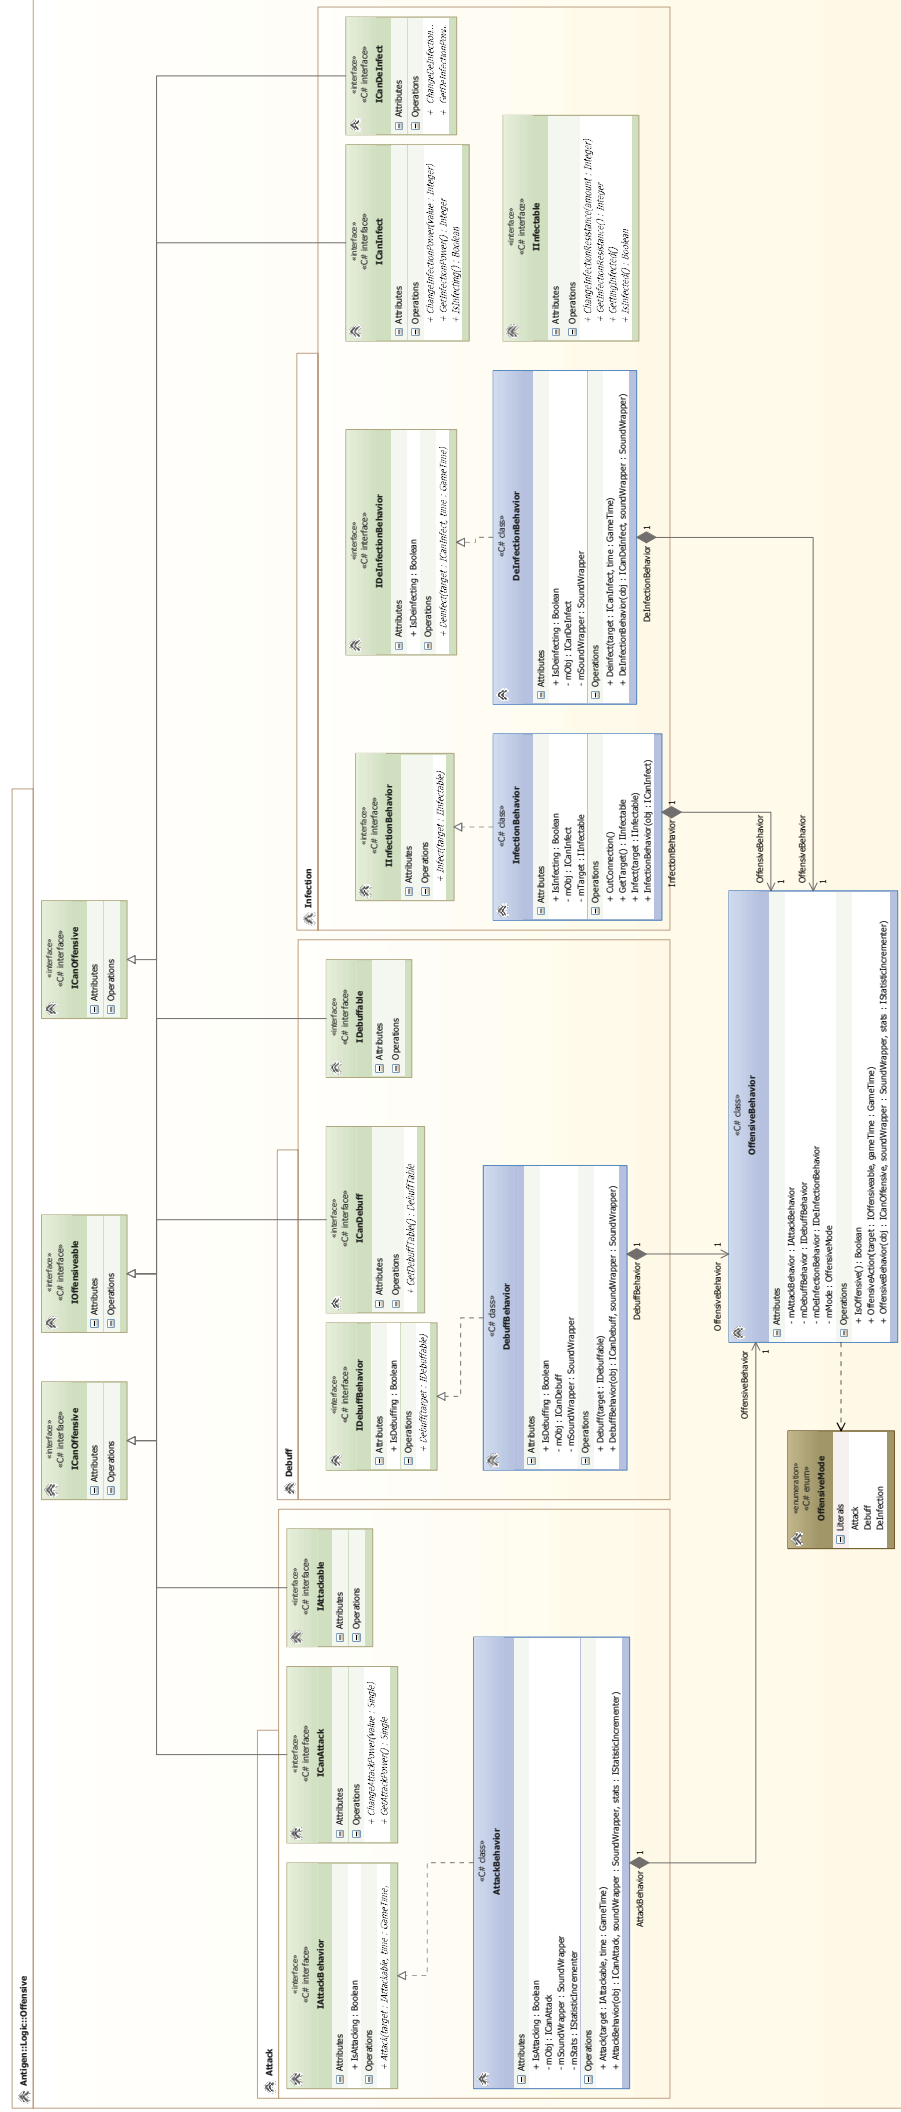 Antigen::Logic::Offensive
«interface»
«C# interface»
ICanOffensive
Attributes
Operations
«interface»
«C# interface»
IOffensiveable
Attributes
Operations
«interface»
«C# interface»
ICanOffensive
Attributes
Operations
Attack
«interface»
«C# interface»
IAttackBehavior
Attributes
+ IsAttacking : Boolean
Operations
+ Attack(target : IAttackable, time : GameTime,
«interface»
«C# interface»
ICanAttack
Attributes
Operations
+ ChangeAttackPower(value : Single)
+ GetAttackPower() : Single
«interface»
«C# interface»
IAttackable
Attributes
Operations
«C# class»
AttackBehavior
Attributes
+ IsAttacking : Boolean
- mObj : ICanAttack
- mSoundWrapper : SoundWrapper
- mStats : IStatisticIncrementer
Operations
+ Attack(target : IAttackable, time : GameTime)
+ AttackBehavior(obj : ICanAttack, soundWrapper : SoundWrapper, stats : IStatisticIncrementer)
AttackBehavior
1
Debuff
«interface»
«C# interface»
IDebuffBehavior
Attributes
+ IsDebuffing : Boolean
Operations
+ Debuff(target : IDebuffable)
«interface»
«C# interface»
ICanDebuff
Attributes
Operations
+ GetDebuffTable() : DebuffTable
«interface»
«C# interface»
IDebuffable
Attributes
Operations
«C# class»
DebuffBehavior
Attributes
+ IsDebuffing : Boolean
- mObj : ICanDebuff
- mSoundWrapper : SoundWrapper
Operations
+ Debuff(target : IDebuffable)
+ DebuffBehavior(obj : ICanDebuff, soundWrapper : SoundWrapper)
DebuffBehavior
1
Infection
«interface»
«C# interface»
IInfectionBehavior
Attributes
Operations
+ Infect(target : IInfectable)
«interface»
«C# interface»
IDeInfectionBehavior
Attributes
+ IsDeinfecting : Boolean
Operations
+ Deinfect(target : ICanInfect, time : GameTime)
«interface»
«C# interface»
ICanInfect
Attributes
Operations
+ ChangeInfectionPower(value : Integer)
+ GetInfectionPower() : Integer
+ IsInfecting() : Boolean
«interface»
«C# interface»
ICanDeInfect
Attributes
Operations
+ ChangeDeInfection...
+ GetDeInfectionPowe.
«C# class»
InfectionBehavior
Attributes
+ IsInfecting : Boolean
- mObj : ICanInfect
- mTarget : IInfectable
Operations
+ CutConnection()
+ GetTarget() : IInfectable
+ Infect(target : IInfectable)
+ InfectionBehavior(obj : ICanInfect)
InfectionBehavior
1
«C# class»
DeInfectionBehavior
Attributes
+ IsDeinfecting : Boolean
- mObj : ICanDeInfect
- mSoundWrapper : SoundWrapper
Operations
+ Deinfect(target : ICanInfect, time : GameTime)
+ DeInfectionBehavior(obj : ICanDeInfect, soundWrapper : SoundWrapper)
DeInfectionBehavior
1
«interface»
«C# interface»
IInfectable
Attributes
Operations
+ ChangeInfectionResistance(amount : Integer)
+ GetInfectionResistance() : Integer
+ GettingInfected()
+ IsInfected() : Boolean
OffensiveBehavior
1
OffensiveBehavior
1
OffensiveBehavior
1
OffensiveBehavior
1
«enumeration»
«C# enum»
OffensiveMode
Literals
Attack
Debuff
DeInfection
«C# class»
OffensiveBehavior
Attributes
- mAttackBehavior : IAttackBehavior
- mDebuffBehavior : IDebuffBehavior
- mDeInfectionBehavior : IDeInfectionBehavior
- mMode : OffensiveMode
Operations
+ IsOffensive() : Boolean
+ OffensiveAction(target : IOffensiveable, gameTime : GameTime)
+ OffensiveBehavior(obj : ICanOffensive, soundWrapper : SoundWrapper, stats : IStatisticIncrementer)